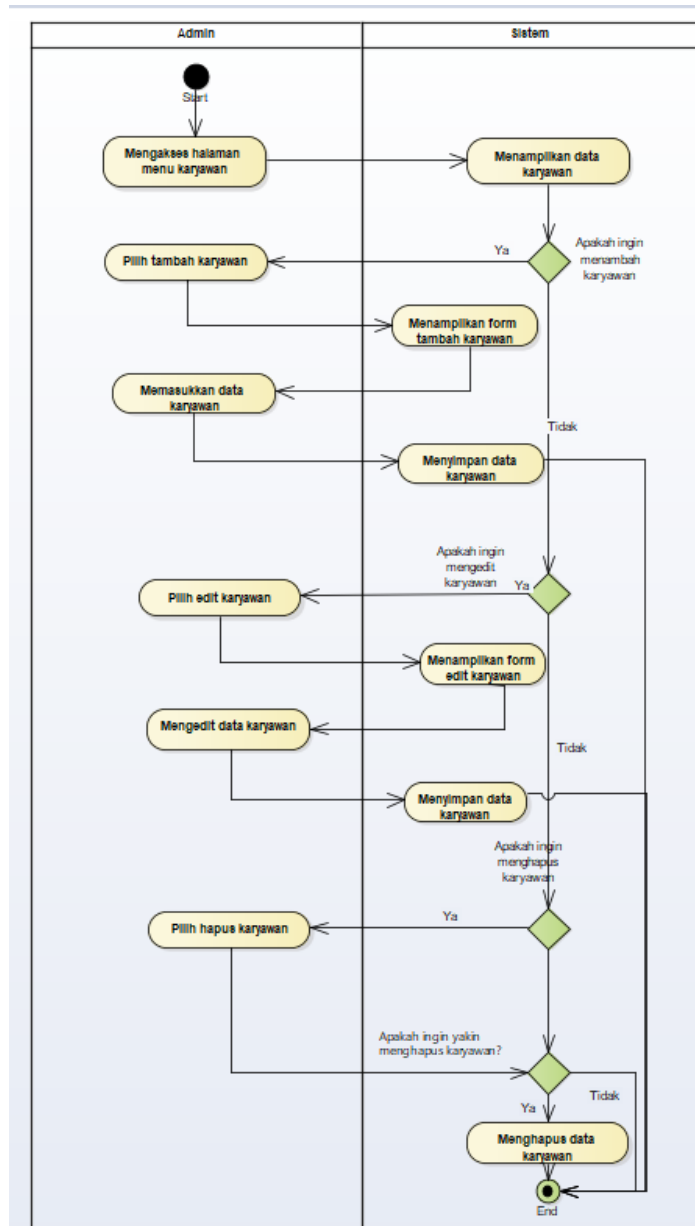 Admin
Sistem
Start
Mengakses halaman
menu karyawan
Menampilkan data
karyawan
Apakah ingin
menambah
karyawan
Ya
Pilih tambah karyawan
Menampilkan form
tambah karyawan
Memasukkan data
karyawan
Tidak
Menyimpan data
karyawan
Apakah ingin
mengedit
karyawan
Ya
Pilih edit karyawan
Menampilkan form
edit karyawan
Mengedit data karyawan
Tidak
Menyimpan data
karyawan
Apakah ingin
menghapus
karyawan
Ya
Pilih hapus karyawan
Apakah ingin yakin
menghapus karyawan?
Tidak
Ya
Menghapus data
karyawan
End